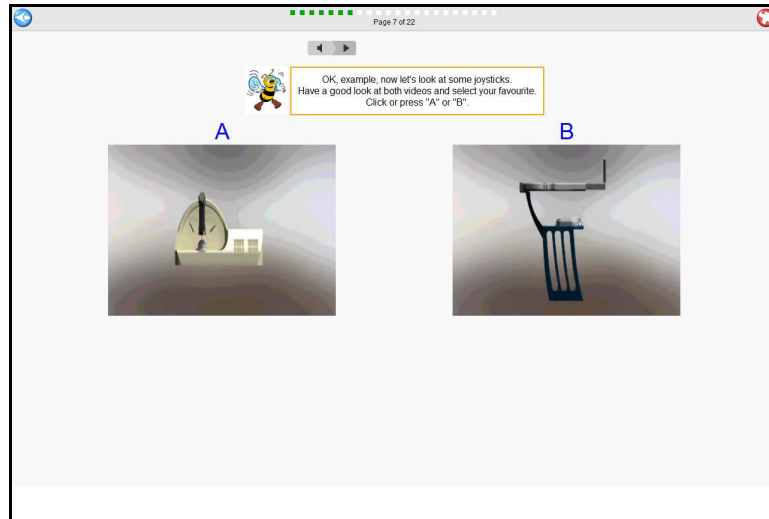 Page 7 of 22
OK, example, now let's look at some joysticks.
Have a good look at both videos and select your favourite.
Click or press "A" or "B".
A
B